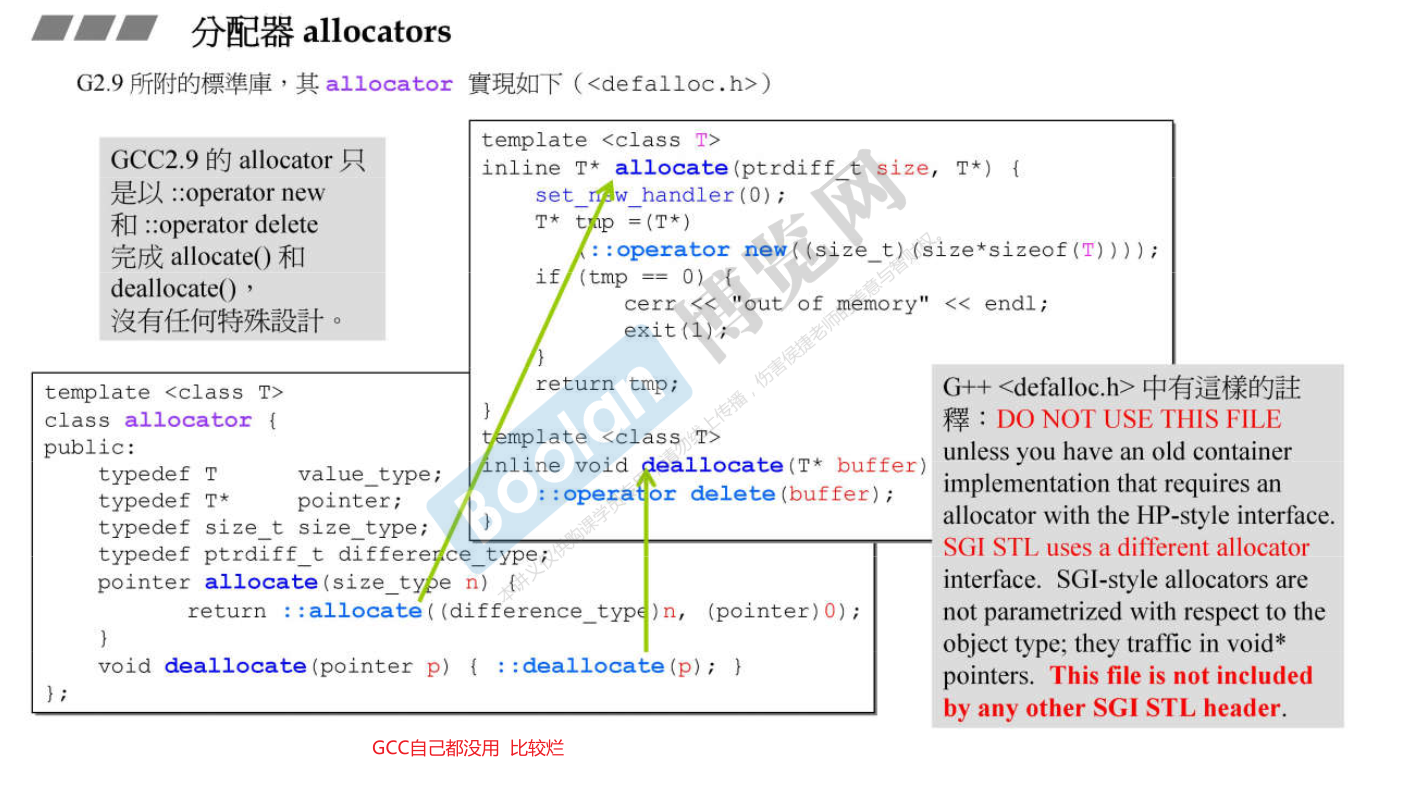 分配器 allocators
G2.9 所附的標準庫，其 allocator 實現如下（<defalloc.h>）
GCC2.9 的 allocator 只
是以 ::operator new
和 ::operator delete
完成 allocate() 和
deallocate()，
沒有任何特殊設計。
template <class T>
inline T* allocate(ptrdiff_t size, T*) {
set_new_handler(0);
T* tmp =(T*)
(::operator new((size_t)(size*sizeof(T))));
if (tmp == 0) {
cerr << "out of memory" << endl;
exit(1);
}
return tmp;
}
template <class T>
inline void deallocate(T* buffer)
::operator delete(buffer);
}
template <class T>
class allocator {
public:
typedef T value_type;
typedef T* pointer;
typedef size_t size_type;
typedef ptrdiff_t difference_type;
pointer allocate(size_type n) {
return ::allocate((difference_type)n, (pointer)0);
}
void deallocate(pointer p) { ::deallocate(p); }
};
G++ <defalloc.h> 中有這樣的註
釋：DO NOT USE THIS FILE
unless you have an old container
implementation that requires an
allocator with the HP-style interface.
SGI STL uses a different allocator
interface. SGI-style allocators are
not parametrized with respect to the
object type; they traffic in void*
pointers. This file is not included
by any other SGI STL header.
GCC自己都没用 比较烂
Boolan 博览网